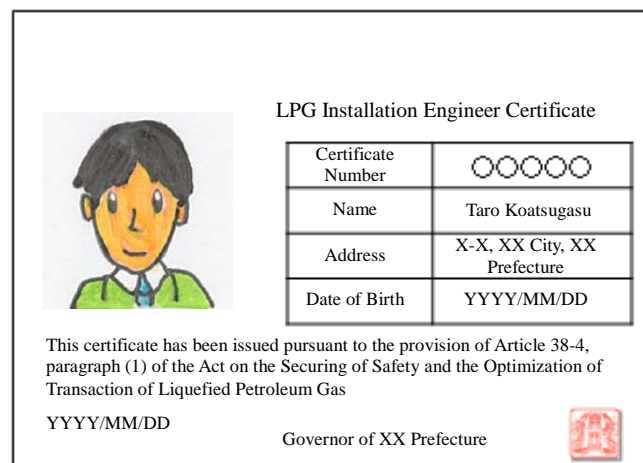 LPG Installation Engineer Certificate
Certificate
Number
○○○○○
Name
Taro Koatsugasu
Address
X-X, XX City, XX
Prefecture
Date of Birth
YYYY/MM/DD
This certificate has been issued pursuant to the provision of Article 38-4,
paragraph (1) of the Act on the Securing of Safety and the Optimization of
Transaction of Liquefied Petroleum Gas
YYYY/MM/DD
Governor of XX Prefecture